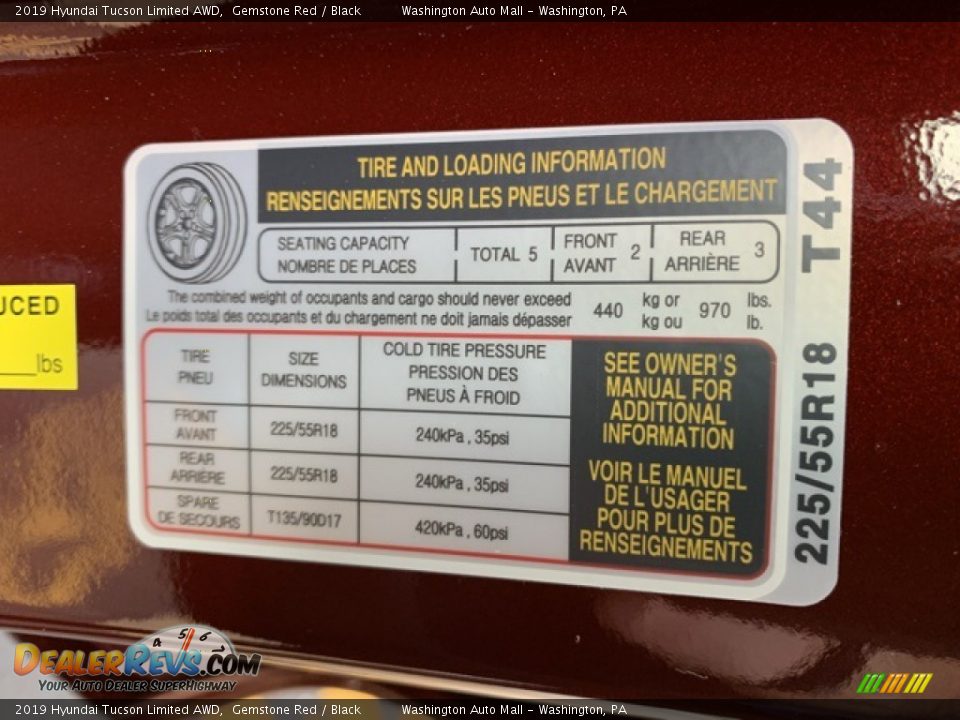 2019 Hyundai Tucson Limited AWD, Gemstone Red / Black Washington Auto Mall - Washington, PA
TIRE AND LOADING INFORMATION
RENSEIGNEMENTS SUR LES PNEUS ET LE CHARGEMENT
SEATING CAPACITY
NOMBRE DE PLACES
TOTAL 5
FRONT
AVANT
2
REAR
ARRIÈRE
3
The combined weight of occupants and cargo should never exceed
Le poids total des occupants et du chargement ne doit jamais dépasser
440
kg or
kg ou
970
lbs.
lb.
TIRE
PNEU
SIZE
DIMENSIONS
COLD TIRE PRESSURE
PRESSION DES
PNEUS À FROID
FRONT
AVANT
225/55R18
240kPa , 35psi
REAR
ARRIÈRE
225/55R18
240kPa , 35psi
SPARE
DE SECOURS
T135/90D17
420kPa , 60psi
SEE OWNER'S
MANUAL FOR
ADDITIONAL
INFORMATION
VOIR LE MANUEL
DE L'USAGER
POUR PLUS DE
RENSEIGNEMENTS
225/55R18 T44
UCED
lbs
4 5 6 7
DEALERREVS.COM
YOUR AUTO DEALER SUPERHIGHWAY
2019 Hyundai Tucson Limited AWD, Gemstone Red / Black Washington Auto Mall - Washington, PA